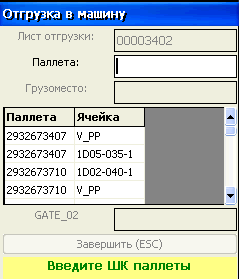 Отгрузка в машину
Лист отгрузки: 00003402
Паллета:
Грузоместо:
Паллета Ячейка
2932673407 V_PP
2932673407 1D05-035-1
2932673710 1D02-040-1
2932673710 V_PP
GATE_02
Завершить (ESC)
Введите ШК паллеты